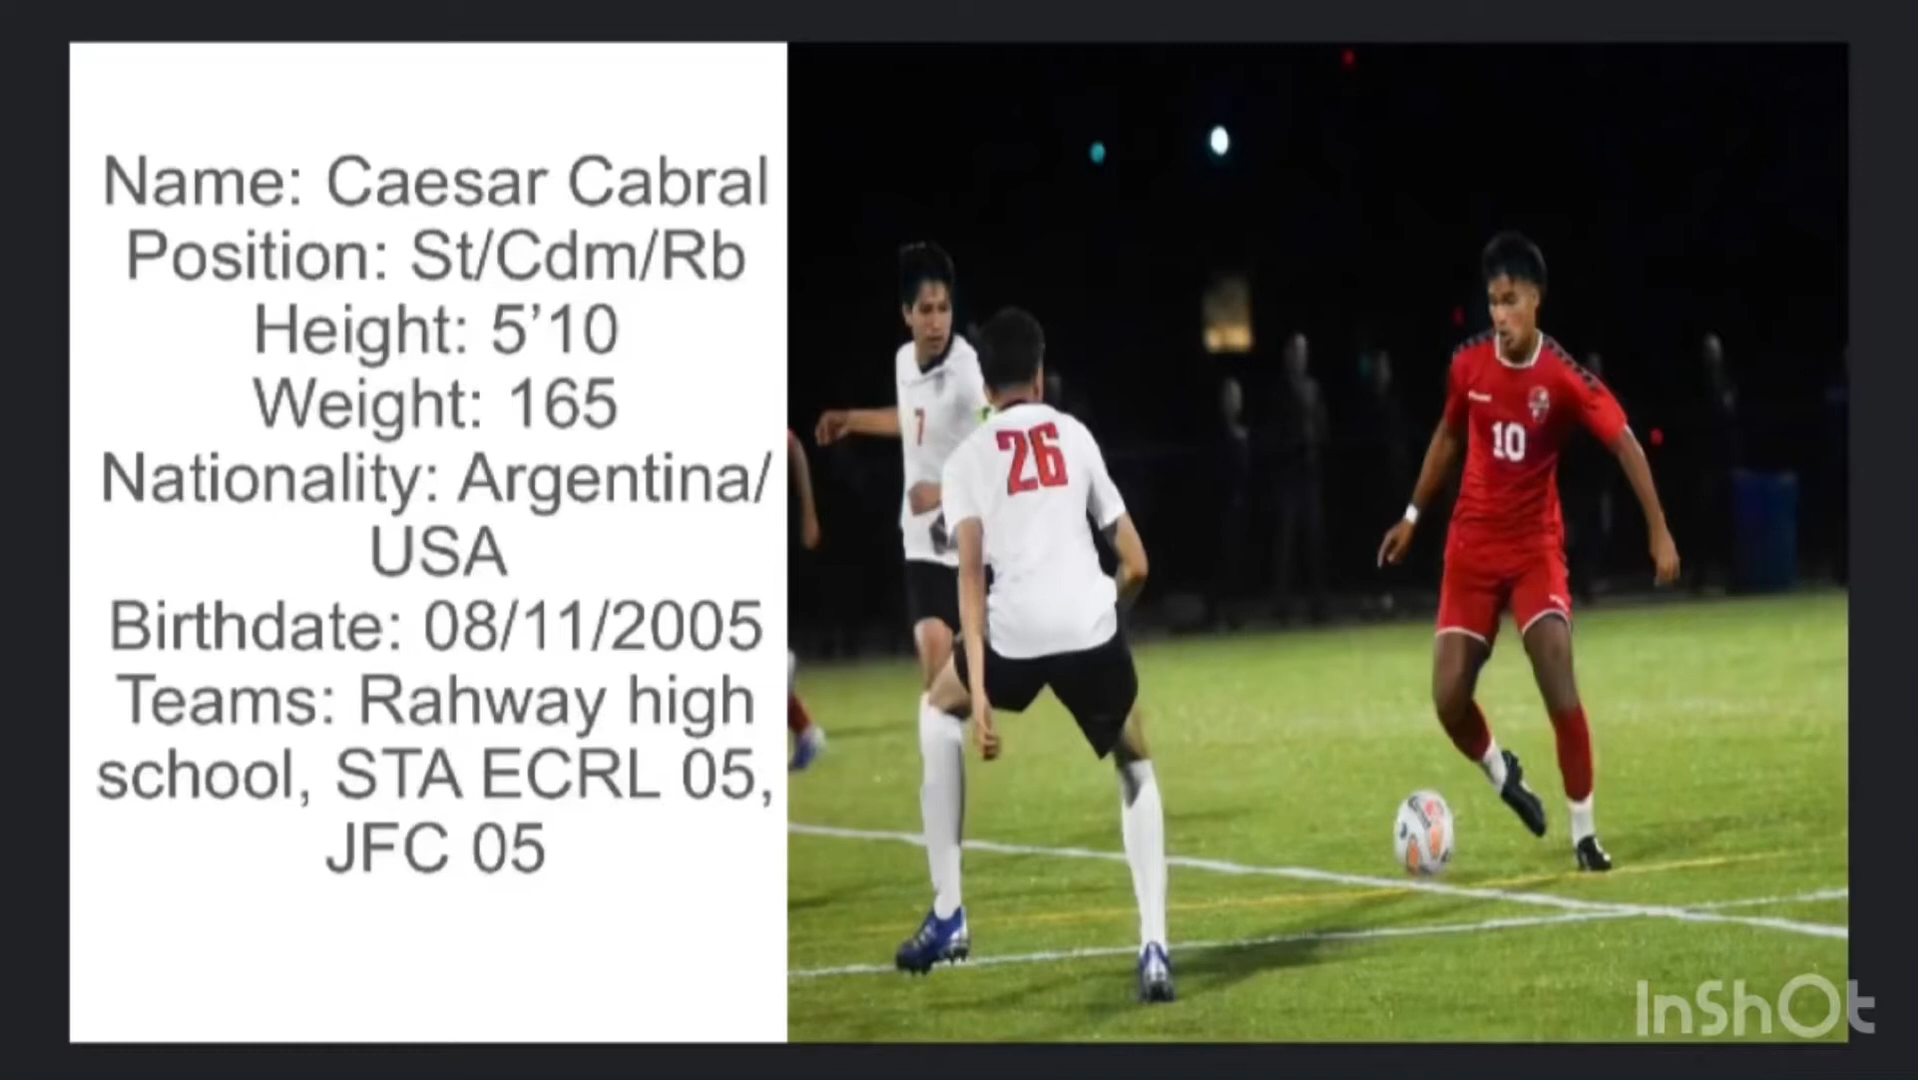 Name: Caesar Cabral
Position: St/Cdm/Rb
Height: 5’10
Weight: 165
Nationality: Argentina/
USA
Birthdate: 08/11/2005
Teams: Rahway high
school, STA ECRL 05,
JFC 05
7
26
10
InShOt